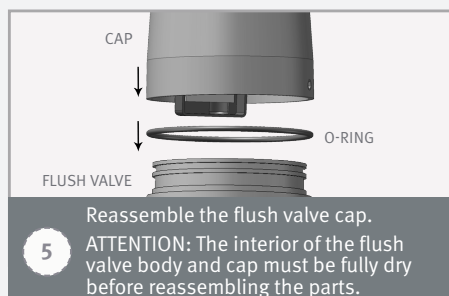 CAP
O-RING
FLUSH VALVE
Reassemble the flush valve cap.
5
ATTENTION: The interior of the flush
valve body and cap must be fully dry
before reassembling the parts.